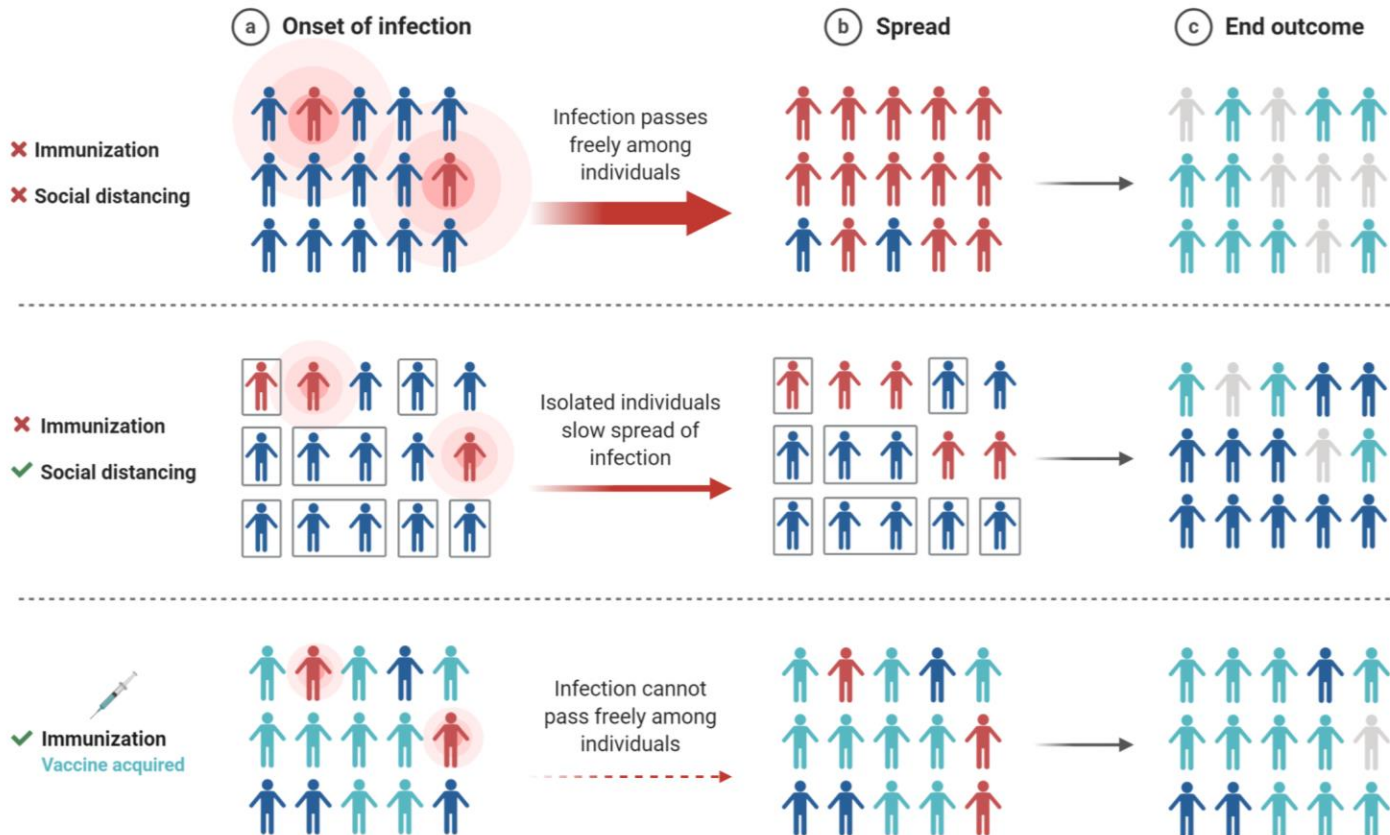 a Onset of infection
b Spread
c End outcome
Immunization
Social distancing
Infection passes
freely among
individuals
Immunization
Social distancing
Isolated individuals
slow spread of
infection
Immunization
Vaccine acquired
Infection cannot
pass freely among
individuals